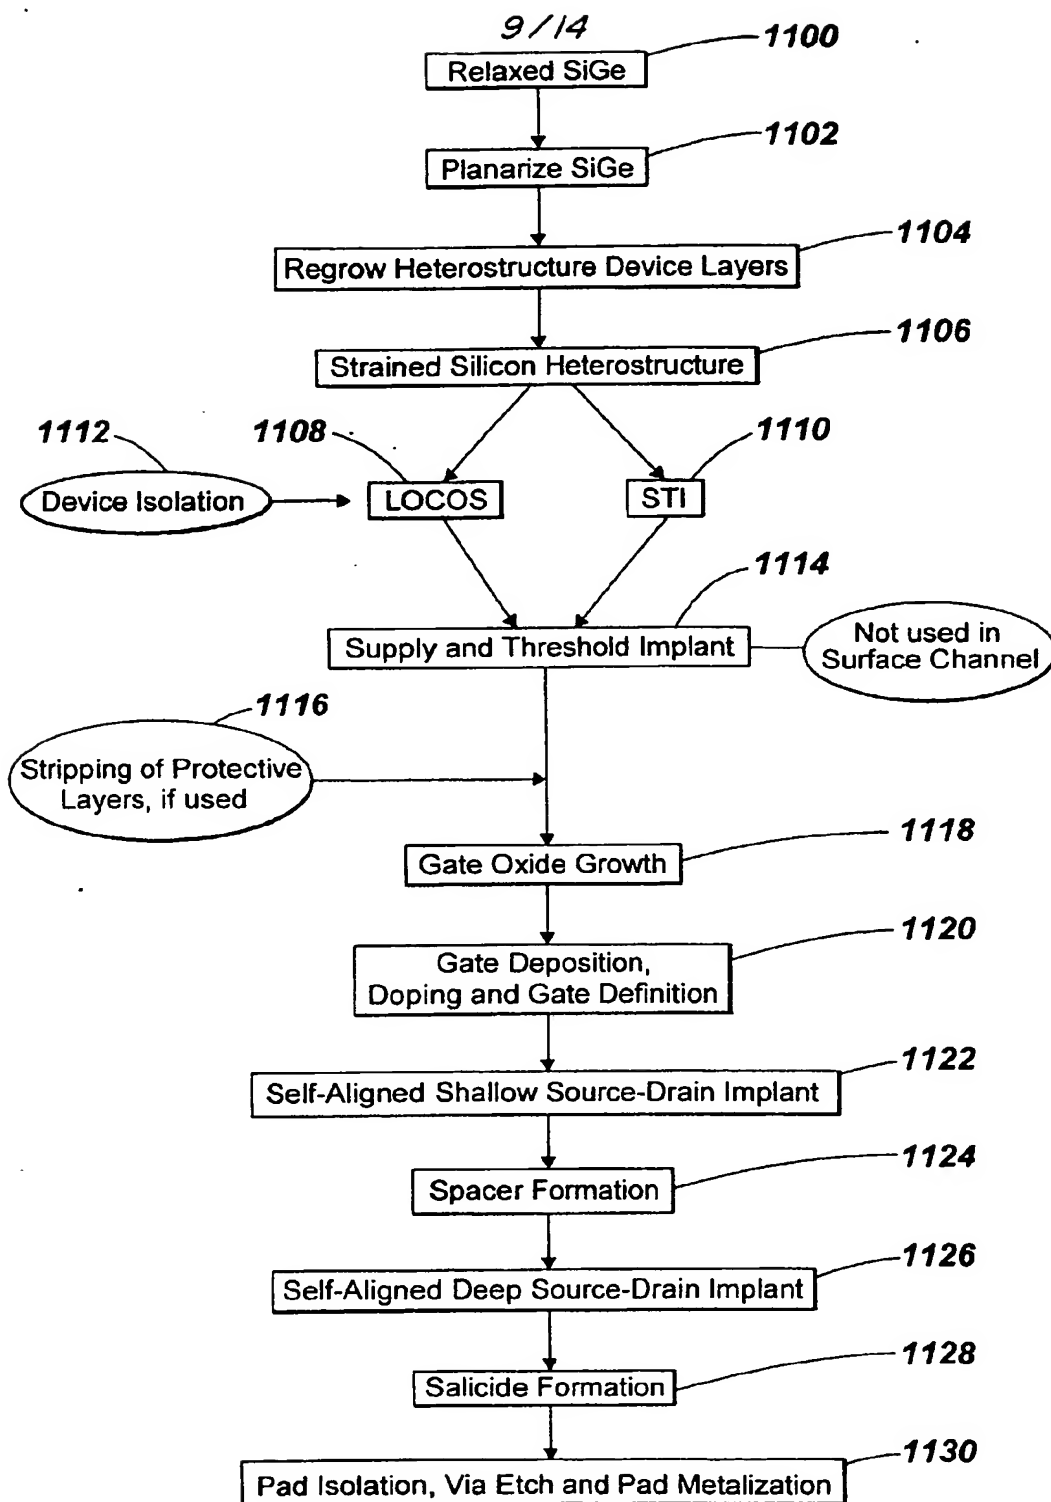 9/14
1100
Relaxed SiGe
1102
Planarize SiGe
1104
Regrow Heterostructure Device Layers
1106
Strained Silicon Heterostructure
1112
1108
1110
Device Isolation
LOCOS
STI
1114
Supply and Threshold Implant
Not used in
Surface Channel
1116
Stripping of Protective
Layers, if used
1118
Gate Oxide Growth
1120
Gate Deposition,
Doping and Gate Definition
1122
Self-Aligned Shallow Source-Drain Implant
1124
Spacer Formation
1126
Self-Aligned Deep Source-Drain Implant
1128
Salicide Formation
1130
Pad Isolation, Via Etch and Pad Metalization